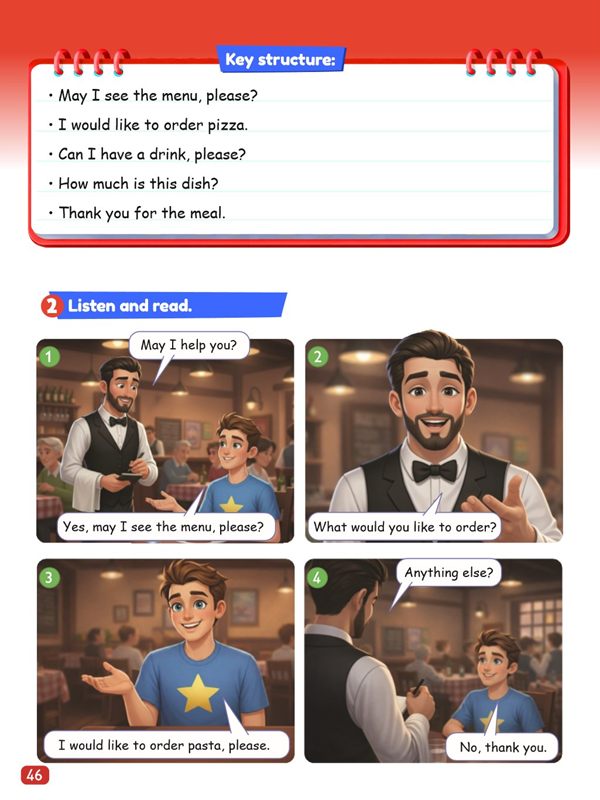 Key structure:
• May I see the menu, please?
• I would like to order pizza.
• Can I have a drink, please?
• How much is this dish?
• Thank you for the meal.
2 Listen and read.
1
May I help you?
Yes, may I see the menu, please?
2
What would you like to order?
3
I would like to order pasta, please.
4
Anything else?
No, thank you.
46